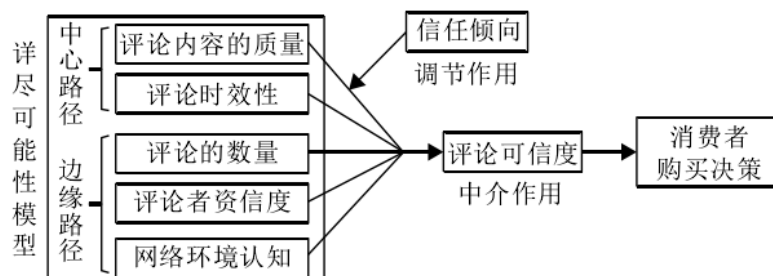 详尽可能性模型
中心路径
评论内容的质量
评论时效性
边缘路径
评论的数量
评论者资信度
网络环境认知
信任倾向
调节作用
评论可信度
中介作用
消费者
购买决策